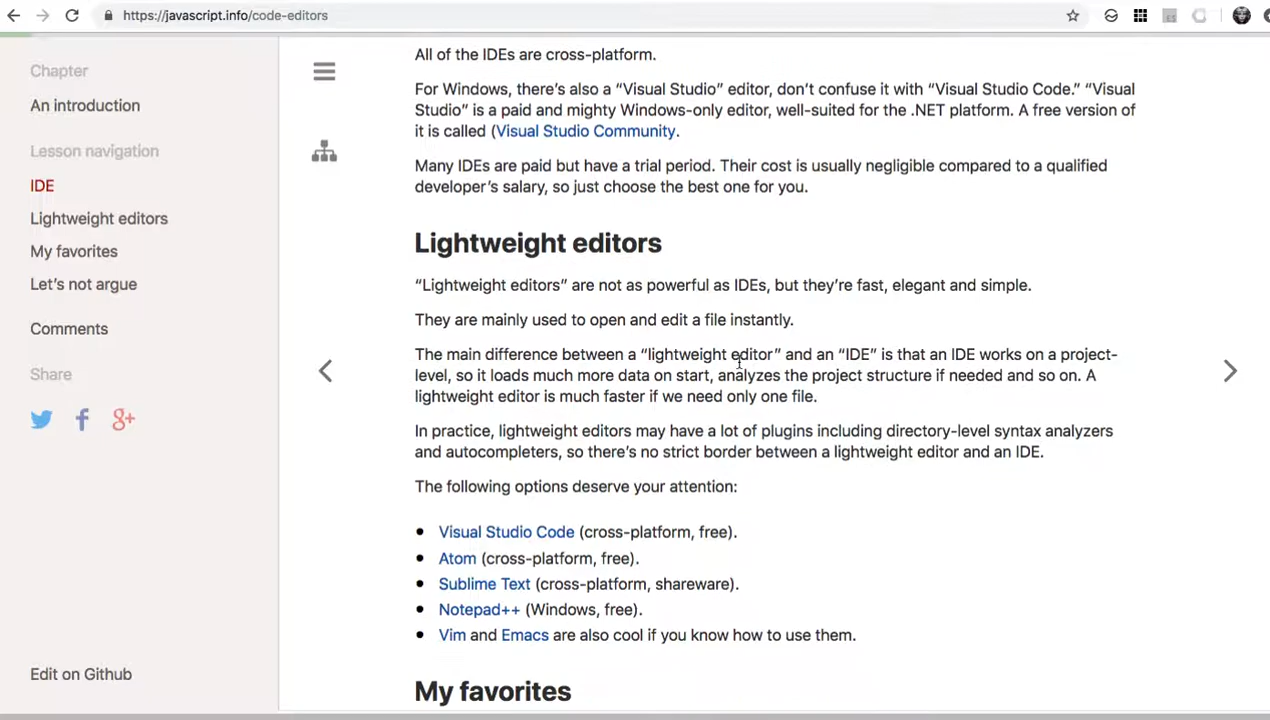 https://javascript.info/code-editors
Chapter
An introduction
Lesson navigation
IDE
Lightweight editors
My favorites
Let’s not argue
Comments
Share
Edit on Github
All of the IDEs are cross-platform.
For Windows, there’s also a “Visual Studio” editor, don’t confuse it with “Visual Studio Code.” “Visual
Studio” is a paid and mighty Windows-only editor, well-suited for the .NET platform. A free version of
it is called (Visual Studio Community.
Many IDEs are paid but have a trial period. Their cost is usually negligible compared to a qualified
developer’s salary, so just choose the best one for you.
Lightweight editors
“Lightweight editors” are not as powerful as IDEs, but they’re fast, elegant and simple.
They are mainly used to open and edit a file instantly.
The main difference between a “lightweight editor” and an “IDE” is that an IDE works on a project-
level, so it loads much more data on start, analyzes the project structure if needed and so on. A
lightweight editor is much faster if we need only one file.
In practice, lightweight editors may have a lot of plugins including directory-level syntax analyzers
and autocompleters, so there’s no strict border between a lightweight editor and an IDE.
The following options deserve your attention:
Visual Studio Code (cross-platform, free).
Atom (cross-platform, free).
Sublime Text (cross-platform, shareware).
Notepad++ (Windows, free).
Vim and Emacs are also cool if you know how to use them.
My favorites